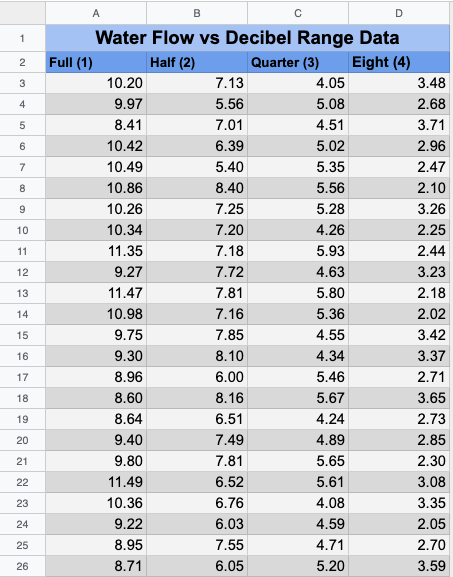 A B C D
1 Water Flow vs Decibel Range Data
2 Full (1) Half (2) Quarter (3) Eight (4)
3 10.20 7.13 4.05 3.48
4 9.97 5.56 5.08 2.68
5 8.41 7.01 4.51 3.71
6 10.42 6.39 5.02 2.96
7 10.49 5.40 5.35 2.47
8 10.86 8.40 5.56 2.10
9 10.26 7.25 5.28 3.26
10 10.34 7.20 4.26 2.25
11 11.35 7.18 5.93 2.44
12 9.27 7.72 4.63 3.23
13 11.47 7.81 5.80 2.18
14 10.98 7.16 5.36 2.02
15 9.75 7.85 4.55 3.42
16 9.30 8.10 4.34 3.37
17 8.96 6.00 5.46 2.71
18 8.60 8.16 5.67 3.65
19 8.64 6.51 4.24 2.73
20 9.40 7.49 4.89 2.85
21 9.80 7.81 5.65 2.30
22 11.49 6.52 5.61 3.08
23 10.36 6.76 4.08 3.35
24 9.22 6.03 4.59 2.05
25 8.95 7.55 4.71 2.70
26 8.71 6.05 5.20 3.59